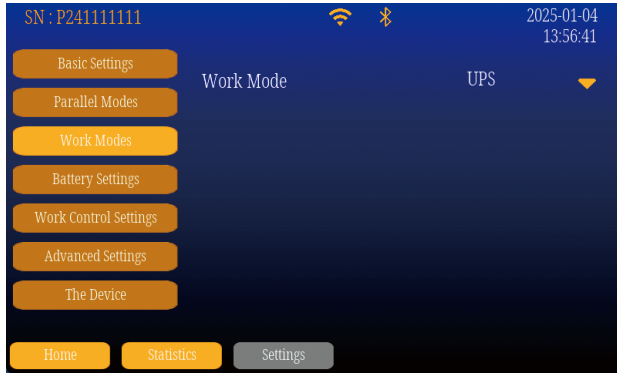 SN : P241111111
2025-01-04
13:56:41
Basic Settings
Parallel Modes
Work Modes
Battery Settings
Work Control Settings
Advanced Settings
The Device
Work Mode UPS
Home Statistics Settings